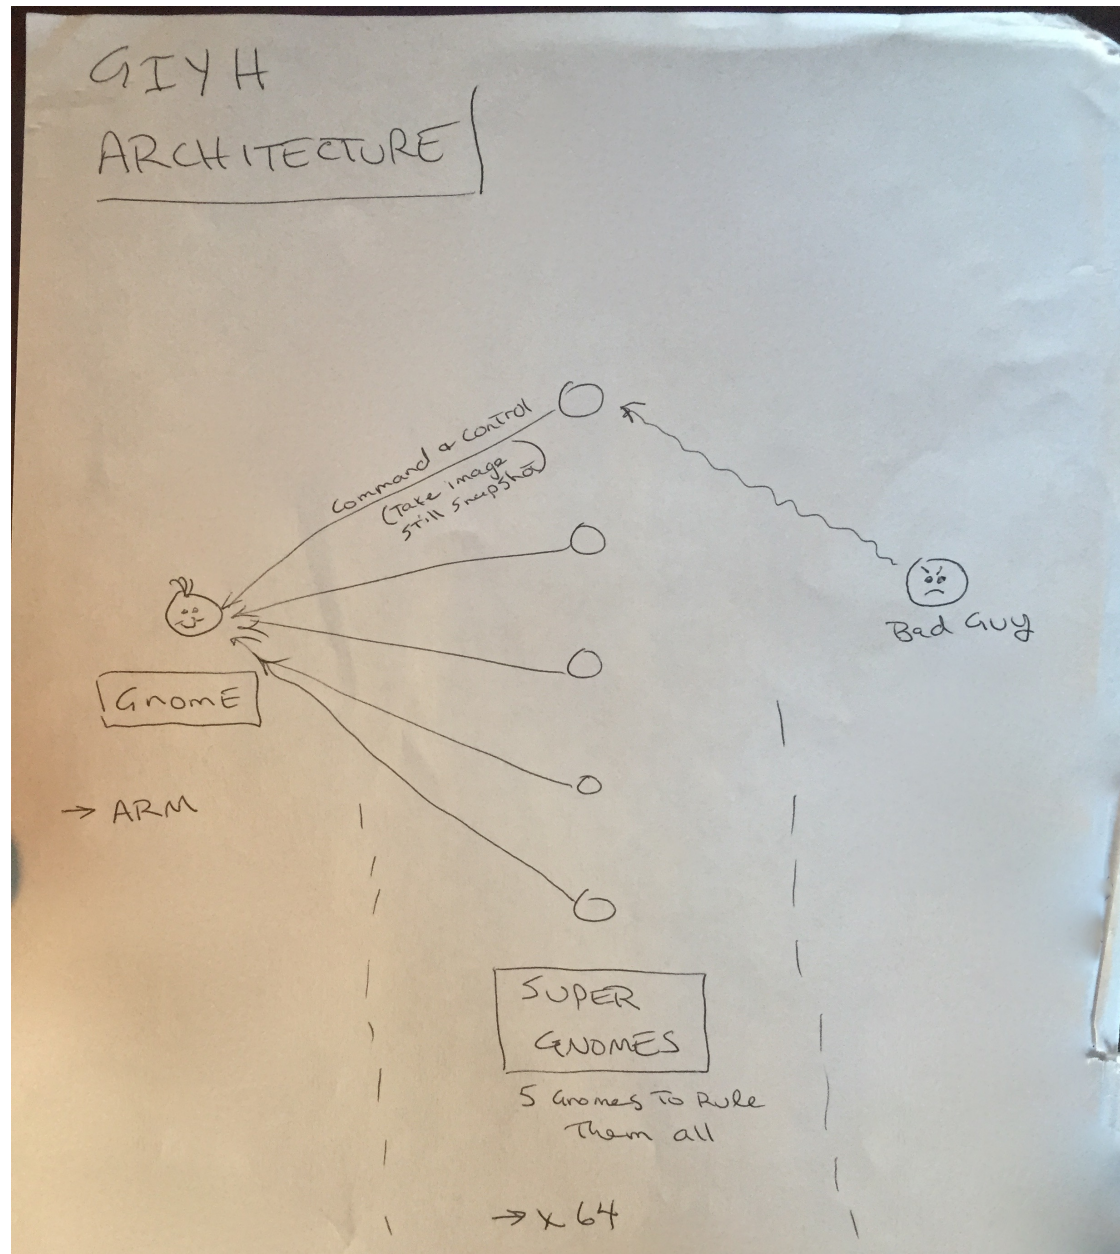 GIYH
ARCHITECTURE
Command & Control
(Take image
still snapshot)
Bad Guy
GnomE
→ ARM
SUPER
GNOMES
5 Gnomes To Rule
Them all
→ x64